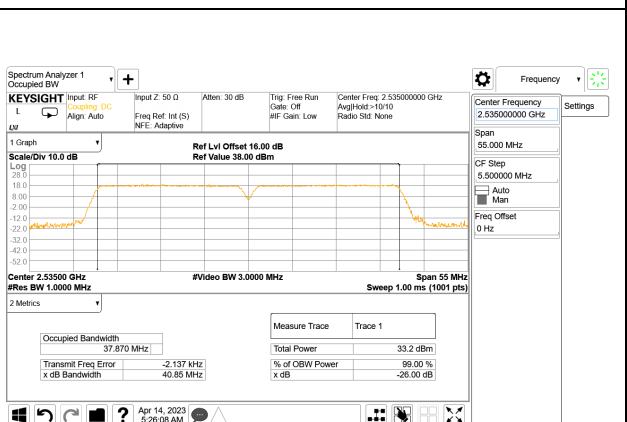 Spectrum Analyzer 1
Occupied BW
Frequency
KEYSIGHT
L
Input: RF
Coupling: DC
Align: Auto
Input Z: 50 Ω
Freq Ref: Int (S)
NFE: Adaptive
Atten: 30 dB
Trig: Free Run
Gate: Off
#IF Gain: Low
Center Freq: 2.535000000 GHz
Avg|Hold:>10/10
Radio Std: None
Center Frequency
2.535000000 GHz
Settings
Span
55.000 MHz
CF Step
5.500000 MHz
Auto
Man
Freq Offset
0 Hz
1 Graph
Scale/Div 10.0 dB
Ref Lvl Offset 16.00 dB
Ref Value 38.00 dBm
Log
28.0
18.0
8.00
-2.00
-12.0
-22.0
-32.0
-42.0
-52.0
Center 2.53500 GHz
#Res BW 1.0000 MHz
#Video BW 3.0000 MHz
Span 55 MHz
Sweep 1.00 ms (1001 pts)
2 Metrics
Measure Trace Trace 1
Occupied Bandwidth
37.870 MHz
Total Power 33.2 dBm
Transmit Freq Error -2.137 kHz
% of OBW Power 99.00 %
x dB Bandwidth 40.85 MHz
x dB -26.00 dB
?
Apr 14, 2023
5:26:08 AM